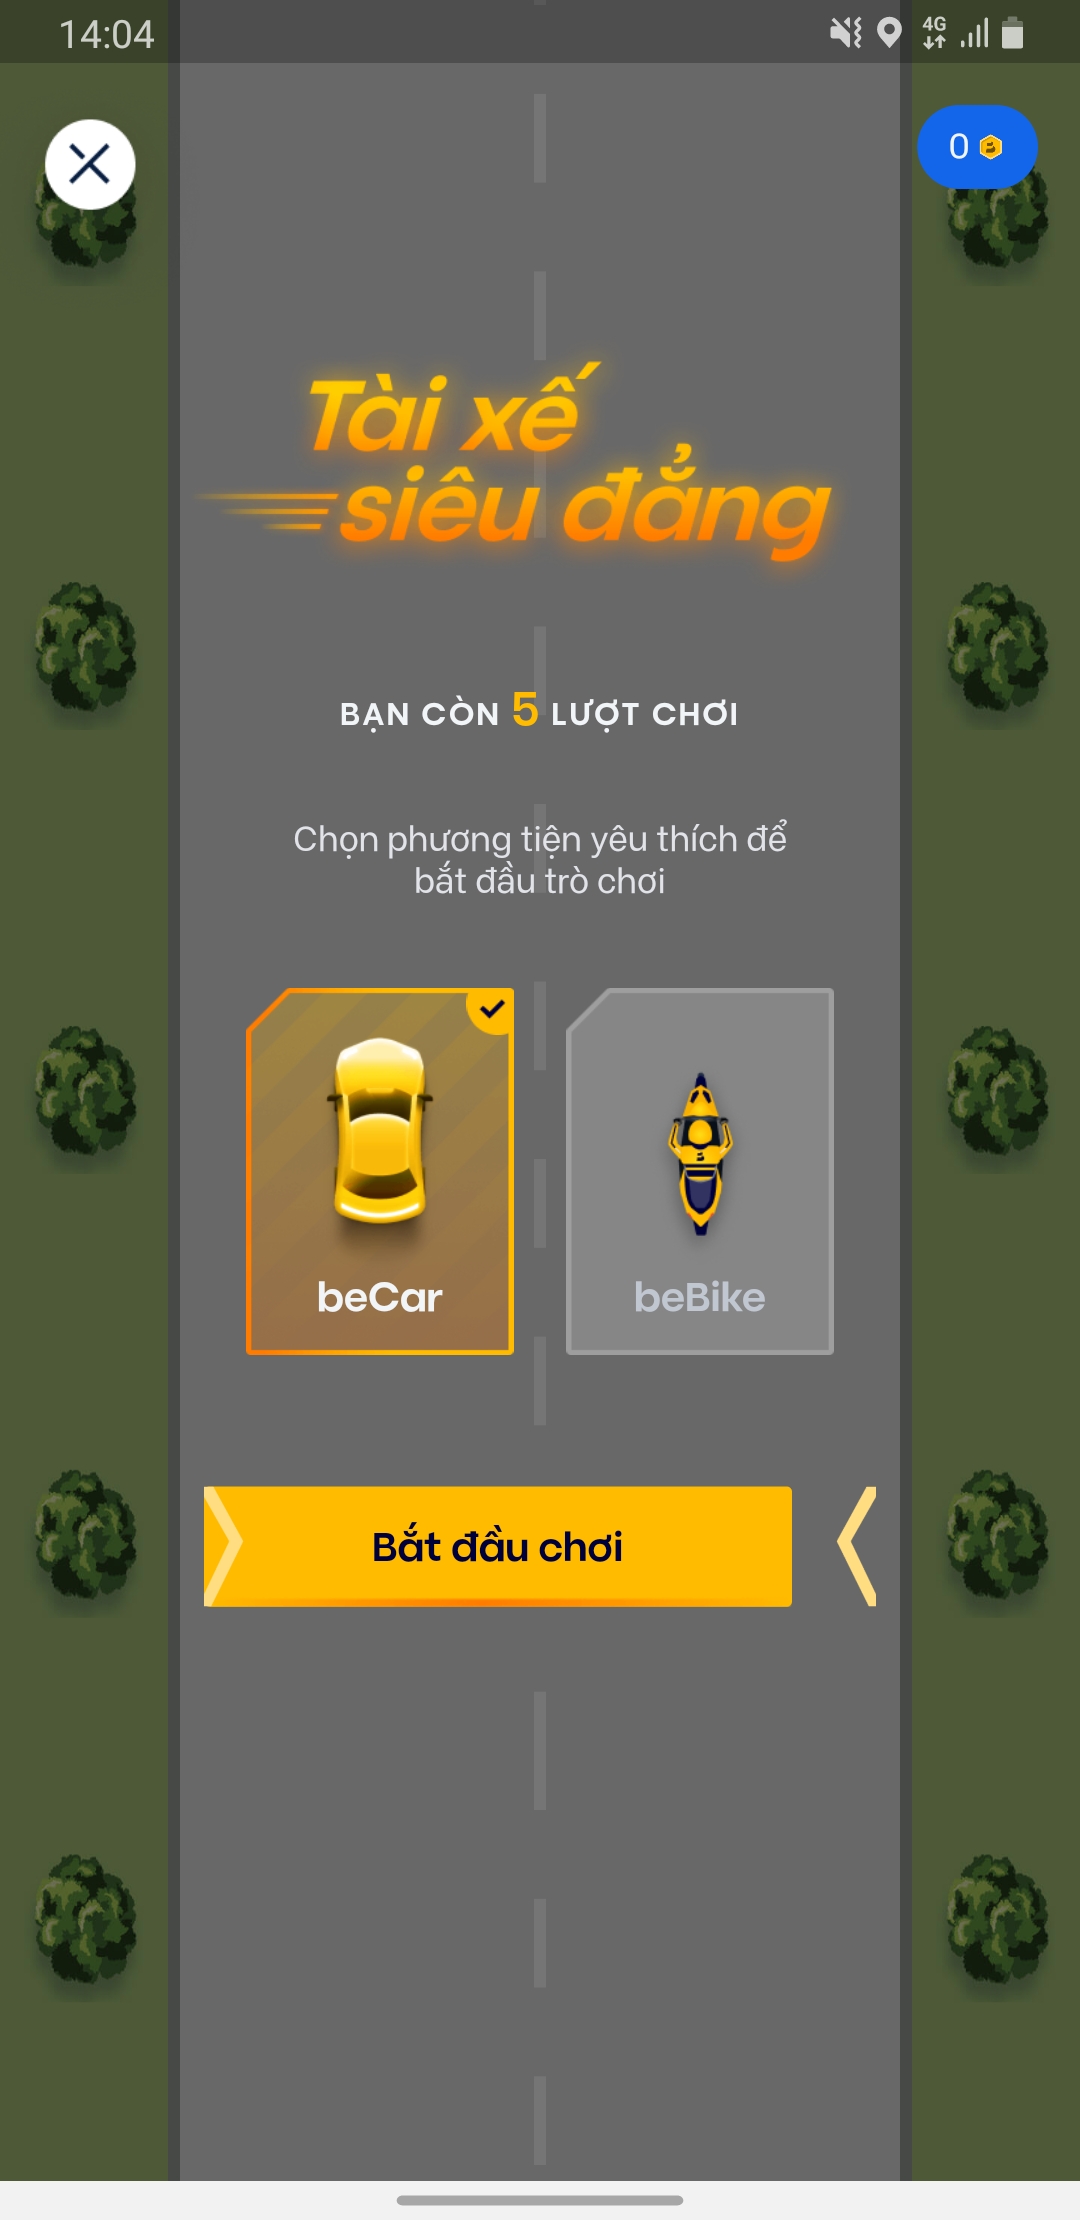 14:04
4G
0
Tài xế
siêu đẳng
BẠN CÒN 5 LƯỢT CHƠI
Chọn phương tiện yêu thích để
bắt đầu trò chơi
beCar
beBike
Bắt đầu chơi